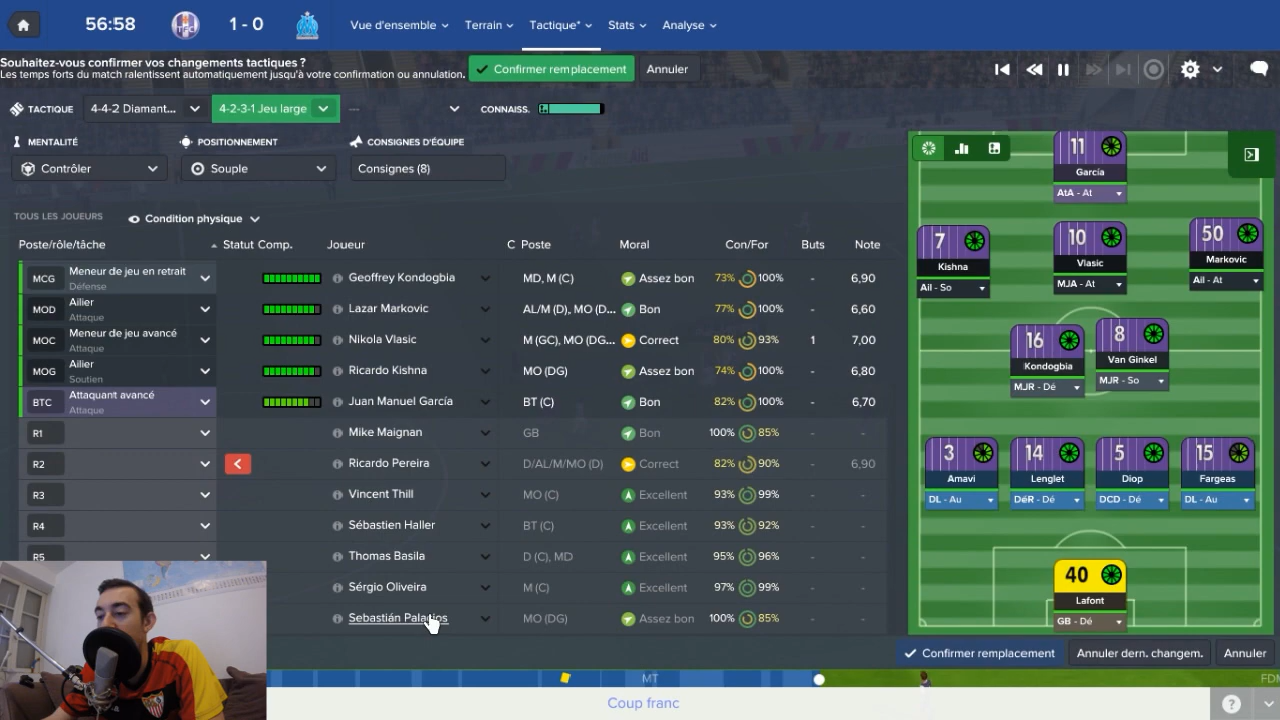 56:58
TFC
1 - 0
Vue d'ensemble
Terrain
Tactique*
Stats
Analyse
Souhaitez-vous confirmer vos changements tactiques ?
Les temps forts du match ralentissent automatiquement jusqu'à votre confirmation ou annulation.
Confirmer remplacement
Annuler
TACTIQUE
4-4-2 Diamant...
4-2-3-1 Jeu large
---
CONNAISS.
MENTALITÉ
POSITIONNEMENT
CONSIGNES D'ÉQUIPE
Contrôler
Souple
Consignes (8)
TOUS LES JOUEURS
Condition physique
Poste/rôle/tâche Statut Comp. Joueur C Poste Moral Con/For Buts Note
MCG Meneur de jeu en retrait Défense Geoffrey Kondogbia MD, M (C) Assez bon 73% 100% - 6,90
MOD Ailier Attaque Lazar Markovic AL/M (D), MO (D... Bon 77% 100% - 6,60
MOC Meneur de jeu avancé Attaque Nikola Vlasic M (GC), MO (DG... Correct 80% 93% 1 7,00
MOG Ailier Soutien Ricardo Kishna MO (DG) Assez bon 74% 100% - 6,80
BTC Attaquant avancé Attaque Juan Manuel García BT (C) Bon 82% 100% - 6,70
R1 Mike Maignan GB Bon 100% 85% - -
R2 Ricardo Pereira D/AL/M/MO (D) Correct 82% 90% - 6,90
R3 Vincent Thill MO (C) Excellent 93% 99% - -
R4 Sébastien Haller BT (C) Excellent 93% 92% - -
R5 Thomas Basila D (C), MD Excellent 95% 96% - -
Sérgio Oliveira M (C) Excellent 97% 99% - -
Sebastián Palacios MO (DG) Assez bon 100% 85% - -
11
García
AtA - At
7
Kishna
Ail - So
10
Vlasic
MJA - At
50
Markovic
Ail - At
16
Kondogbia
MJR - Dé
8
Van Ginkel
MJR - So
3
Amavi
DL - Au
14
Lenglet
DéR - Dé
5
Diop
DCD - Dé
15
Fargeas
DL - Au
40
Lafont
GB - Dé
Confirmer remplacement
Annuler dern. changem.
Annuler
MT
FDM
Coup franc
?